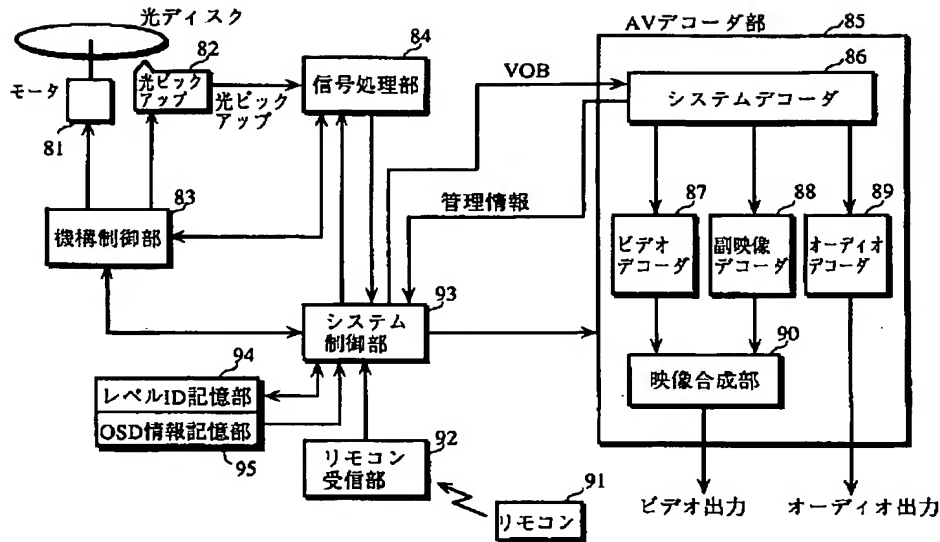 光ディスク
モータ
81
82
光ピック
アップ
光ピック
アップ
84
信号処理部
83
機構制御部
VOB
管理情報
AVデコーダ部
85
86
システムデコーダ
87
ビデオ
デコーダ
88
副映像
デコーダ
89
オーディオ
デコーダ
93
システム
制御部
90
映像合成部
94
レベルID記憶部
OSD情報記憶部
95
92
リモコン
受信部
91
リモコン
ビデオ出力
オーディオ出力